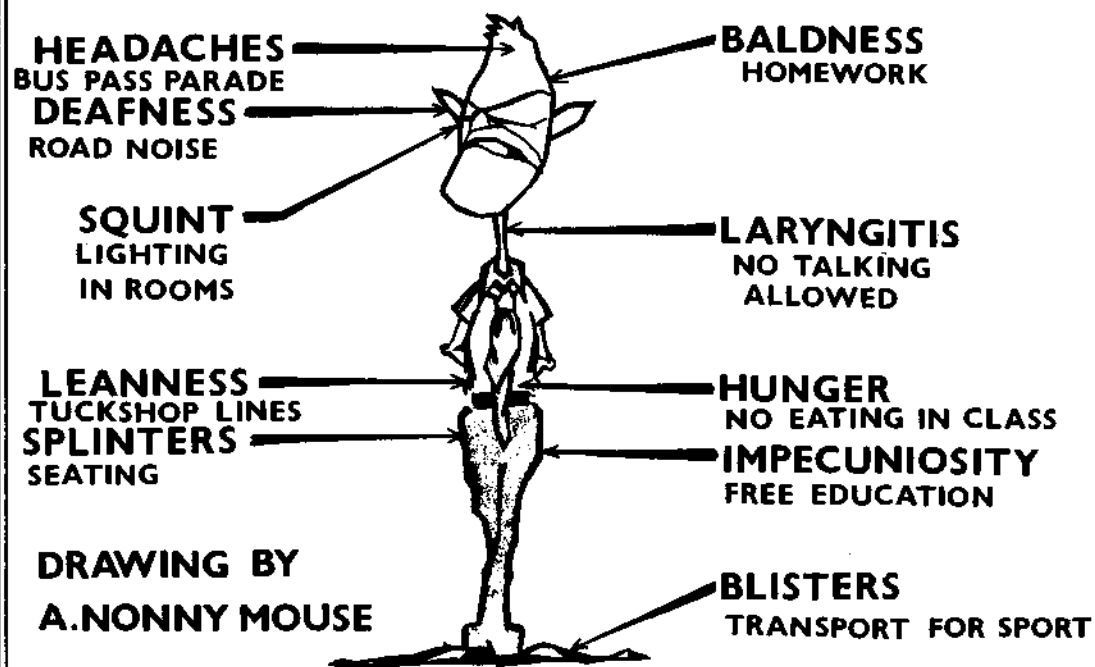 HEADACHES
BUS PASS PARADE
DEAFNESS
ROAD NOISE
SQUINT
LIGHTING
IN ROOMS
LEANNESS
TUCKSHOP LINES
SPLINTERS
SEATING
DRAWING BY
A.NONNY MOUSE
BALDNESS
HOMEWORK
LARYNGITIS
NO TALKING
ALLOWED
HUNGER
NO EATING IN CLASS
IMPECUNIOSITY
FREE EDUCATION
BLISTERS
TRANSPORT FOR SPORT